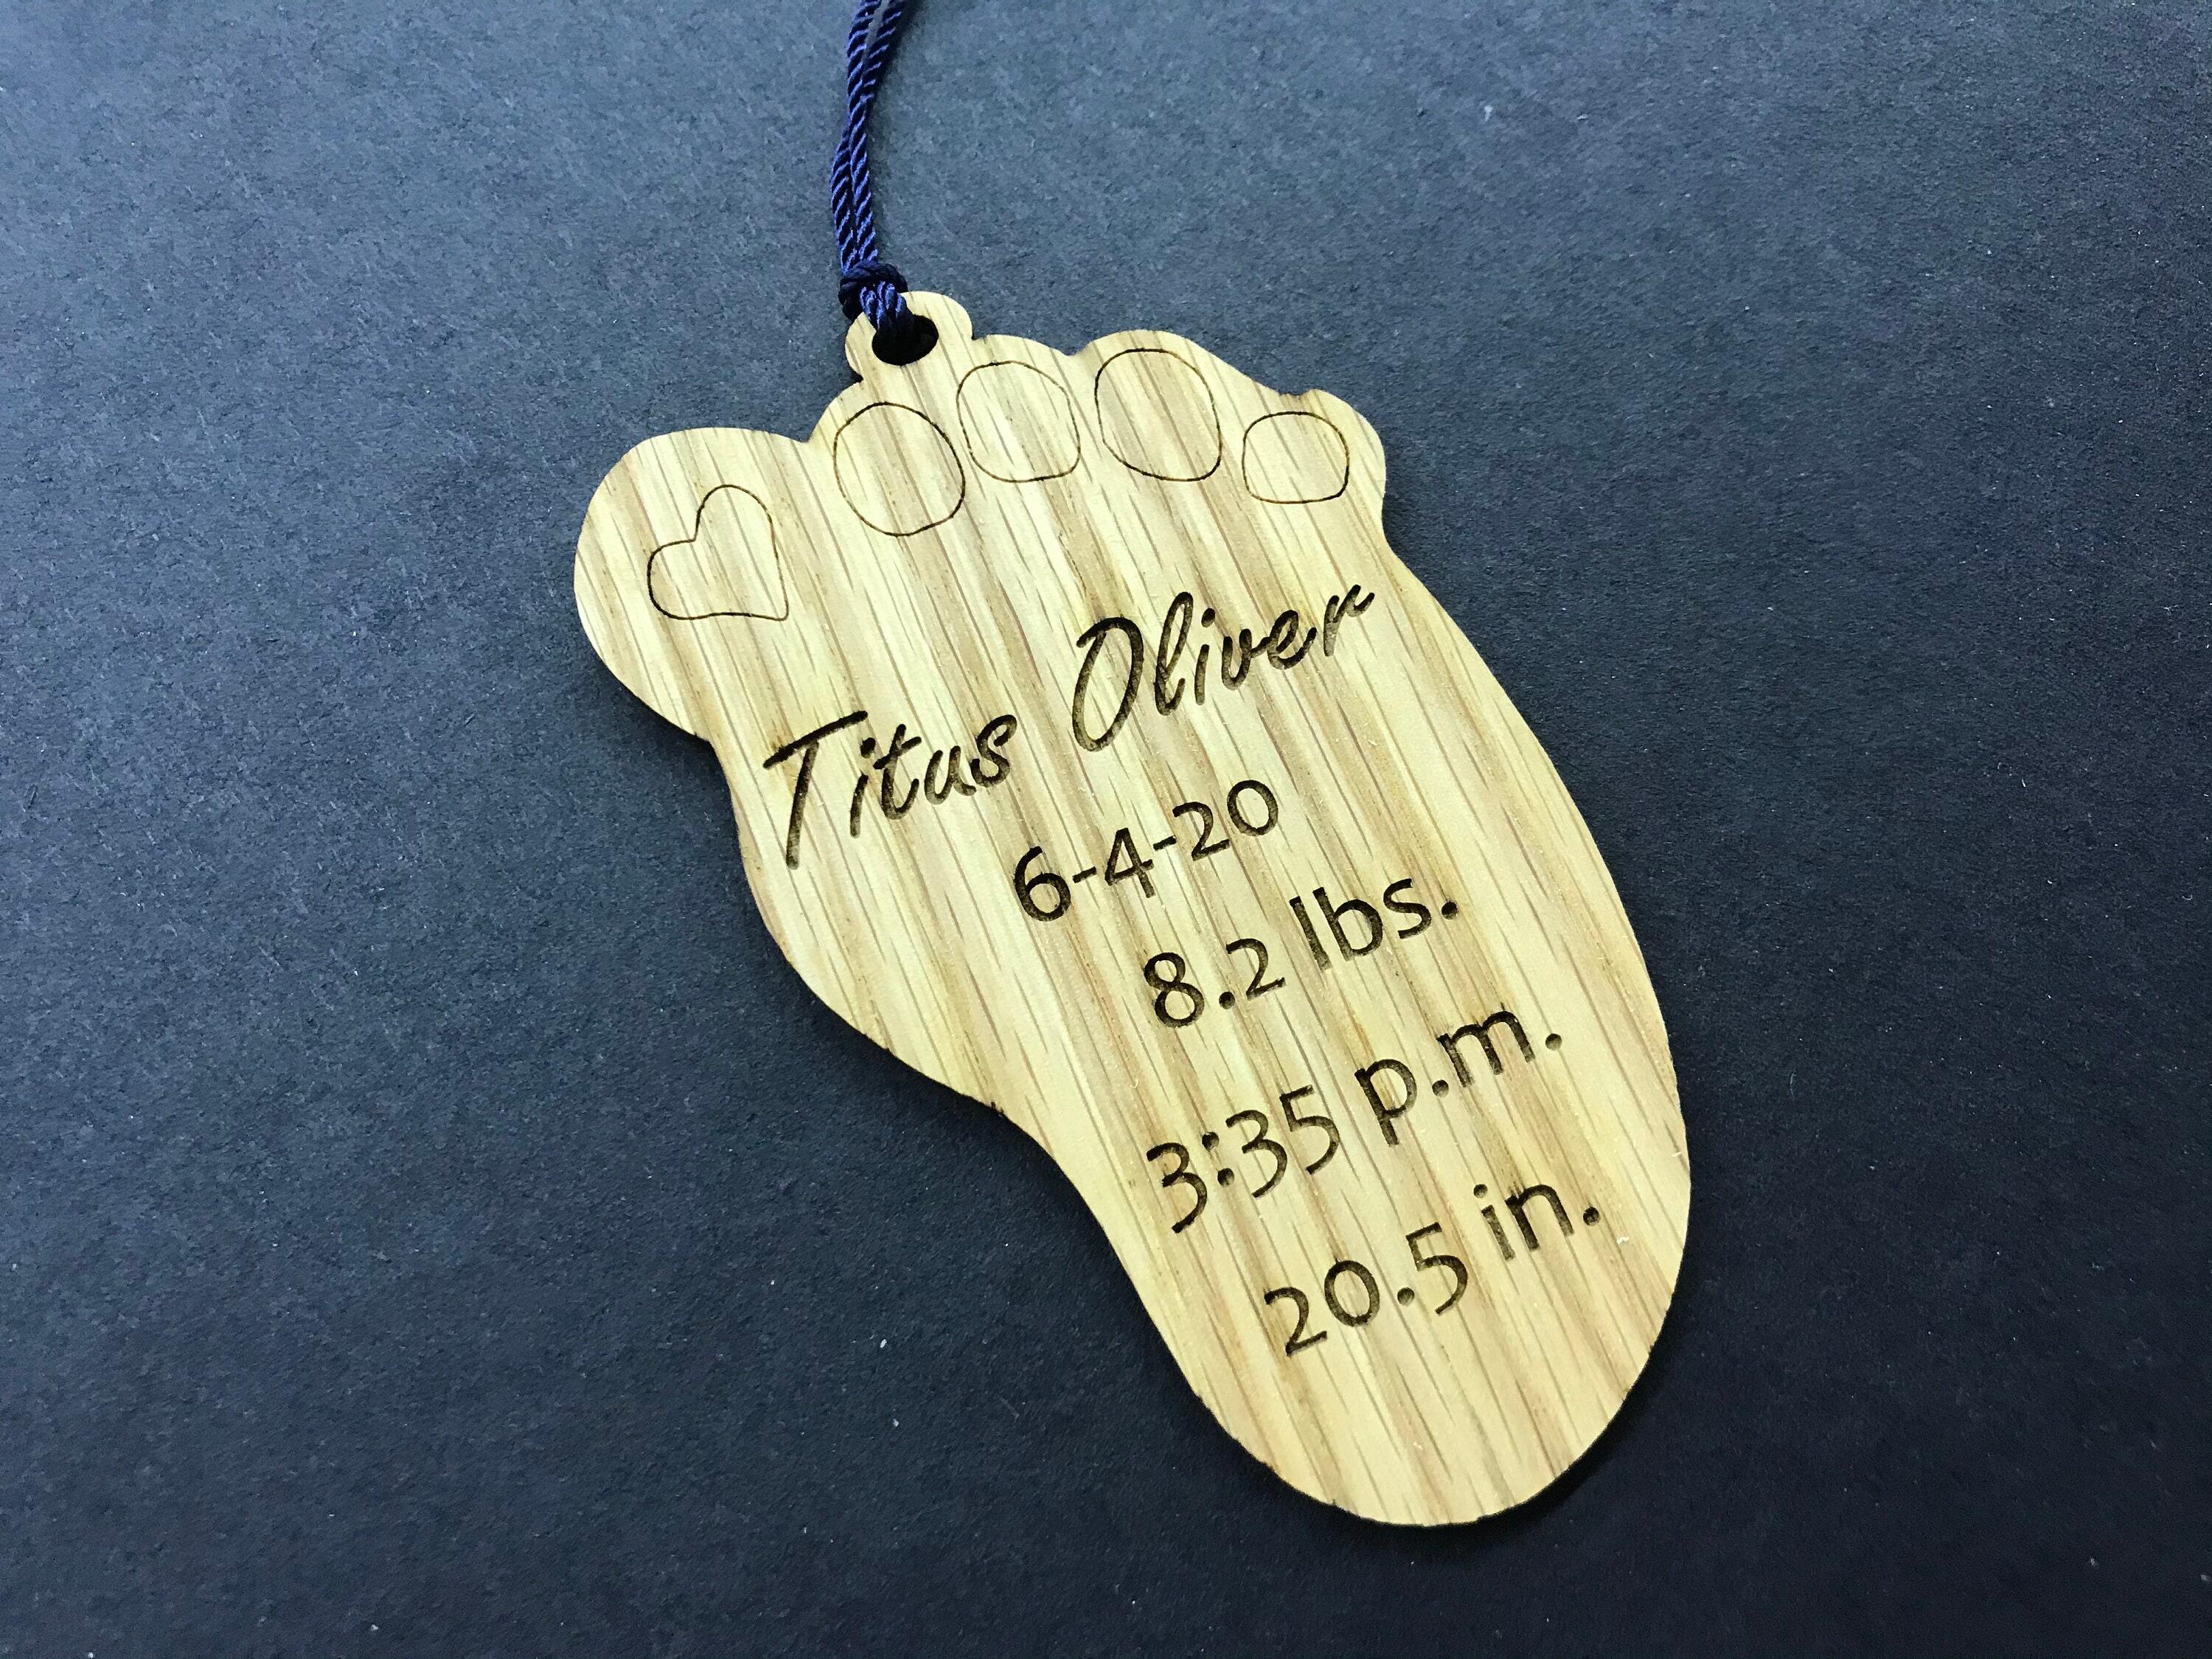 Titus Oliver
6-4-20
8.2 lbs.
3:35 p.m.
20.5 in.